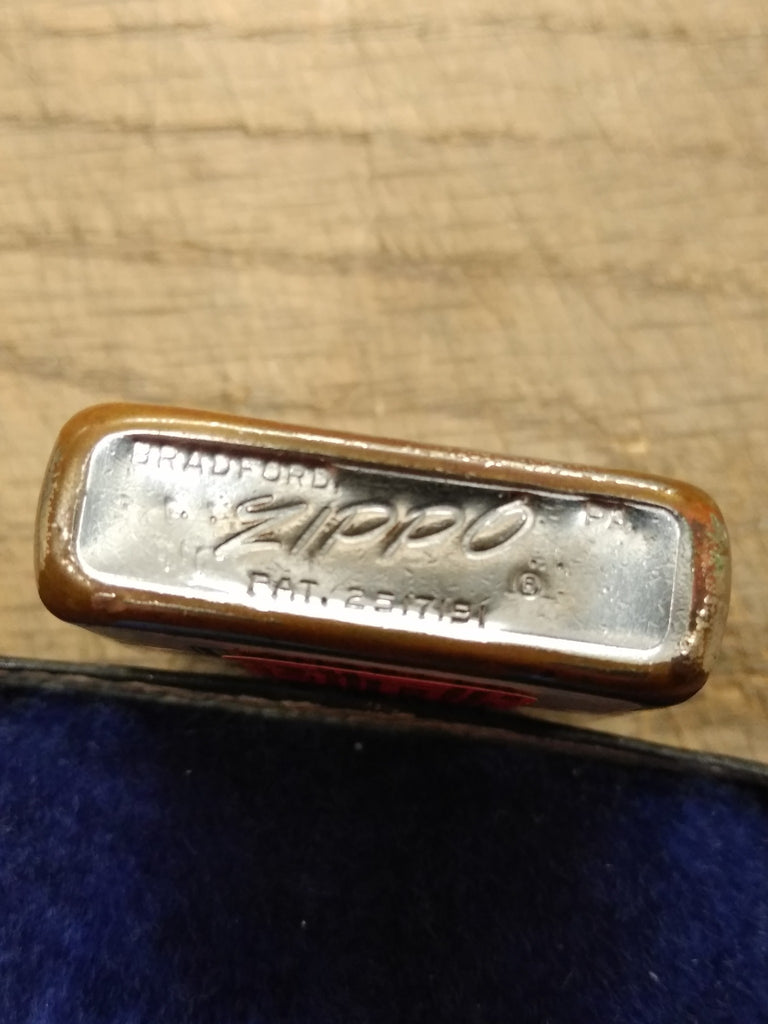 BRADFORD, PA.
ZIPPO
PAT. 2517191 ®